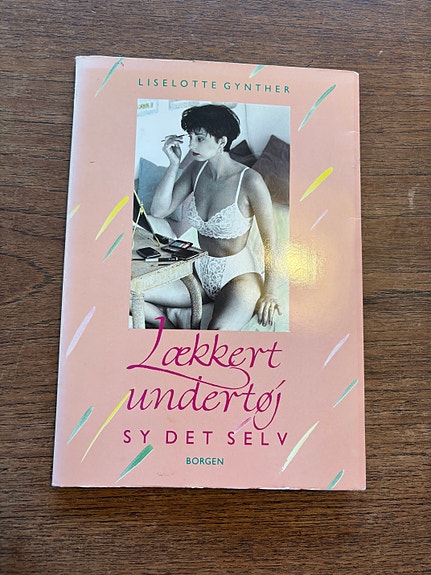 LISELOTTE GYNTHER
Lækkert
undertøj
SY DET SELV
BORGEN